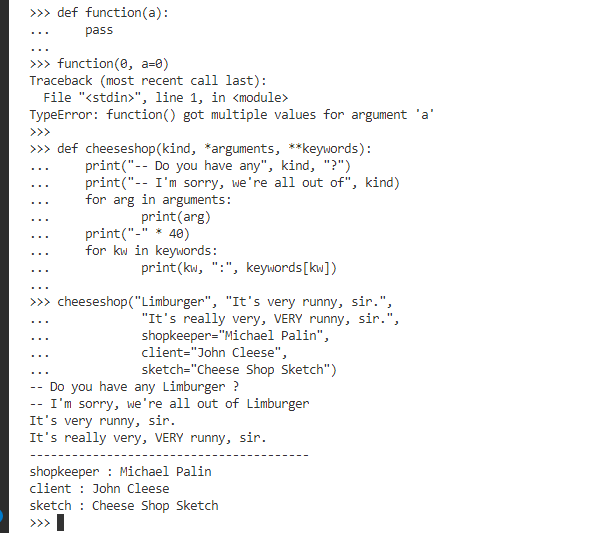 >>> def function(a):
...     pass
...
>>> function(0, a=0)
Traceback (most recent call last):
  File "<stdin>", line 1, in <module>
TypeError: function() got multiple values for argument 'a'
>>>
>>> def cheeseshop(kind, *arguments, **keywords):
...     print("-- Do you have any", kind, "?")
...     print("-- I'm sorry, we're all out of", kind)
...     for arg in arguments:
...             print(arg)
...     print("-" * 40)
...     for kw in keywords:
...             print(kw, ":", keywords[kw])
...
>>> cheeseshop("Limburger", "It's very runny, sir.",
...             "It's really very, VERY runny, sir.",
...             shopkeeper="Michael Palin",
...             client="John Cleese",
...             sketch="Cheese Shop Sketch")
-- Do you have any Limburger ?
-- I'm sorry, we're all out of Limburger
It's very runny, sir.
It's really very, VERY runny, sir.
----------------------------------------
shopkeeper : Michael Palin
client : John Cleese
sketch : Cheese Shop Sketch
>>>